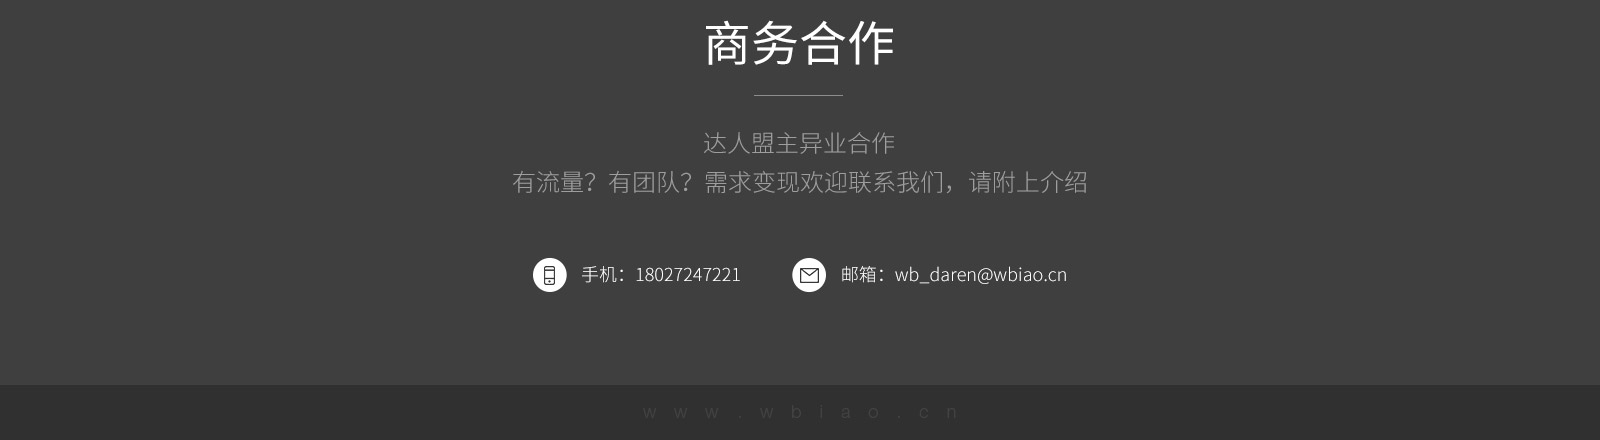 商务合作
达人盟主异业合作
有流量？有团队？需求变现欢迎联系我们，请附上介绍
手机：18027247221
邮箱：wb_daren@wbiao.cn
www.wbiao.cn